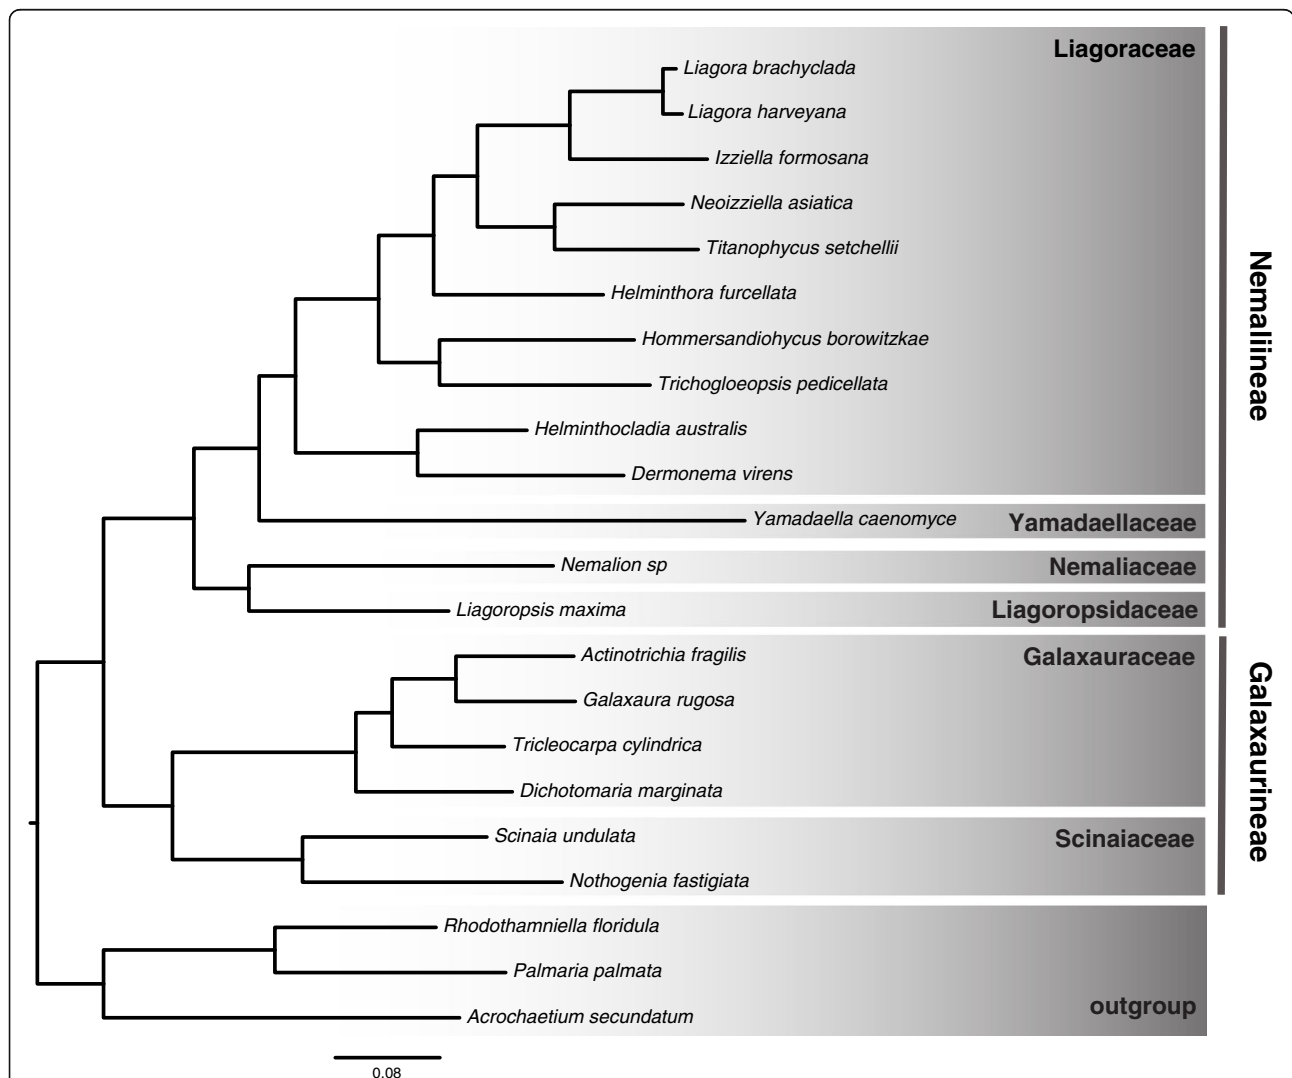 Liagoraceae
Liagora brachyclada
Liagora harveyana
Izziella formosana
Neoizziella asiatica
Titanophycus setchellii
Helminthora furcellata
Hommersandiohycus borowitzkae
Trichogloeopsis pedicellata
Helminthocladia australis
Dermonema virens
Nemaliineae
Yamadaella caenomyce Yamadaellaceae
Nemalion sp Nemaliaceae
Liagoropsis maxima Liagoropsidaceae
Actinotrichia fragilis Galaxauraceae
Galaxaura rugosa
Tricleocarpa cylindrica
Dichotomaria marginata
Galaxaurineae
Scinaia undulata Scinaiaceae
Nothogenia fastigiata
Rhodothamniella floridula
Palmaria palmata
outgroup
Acrochaetium secundatum
0.08